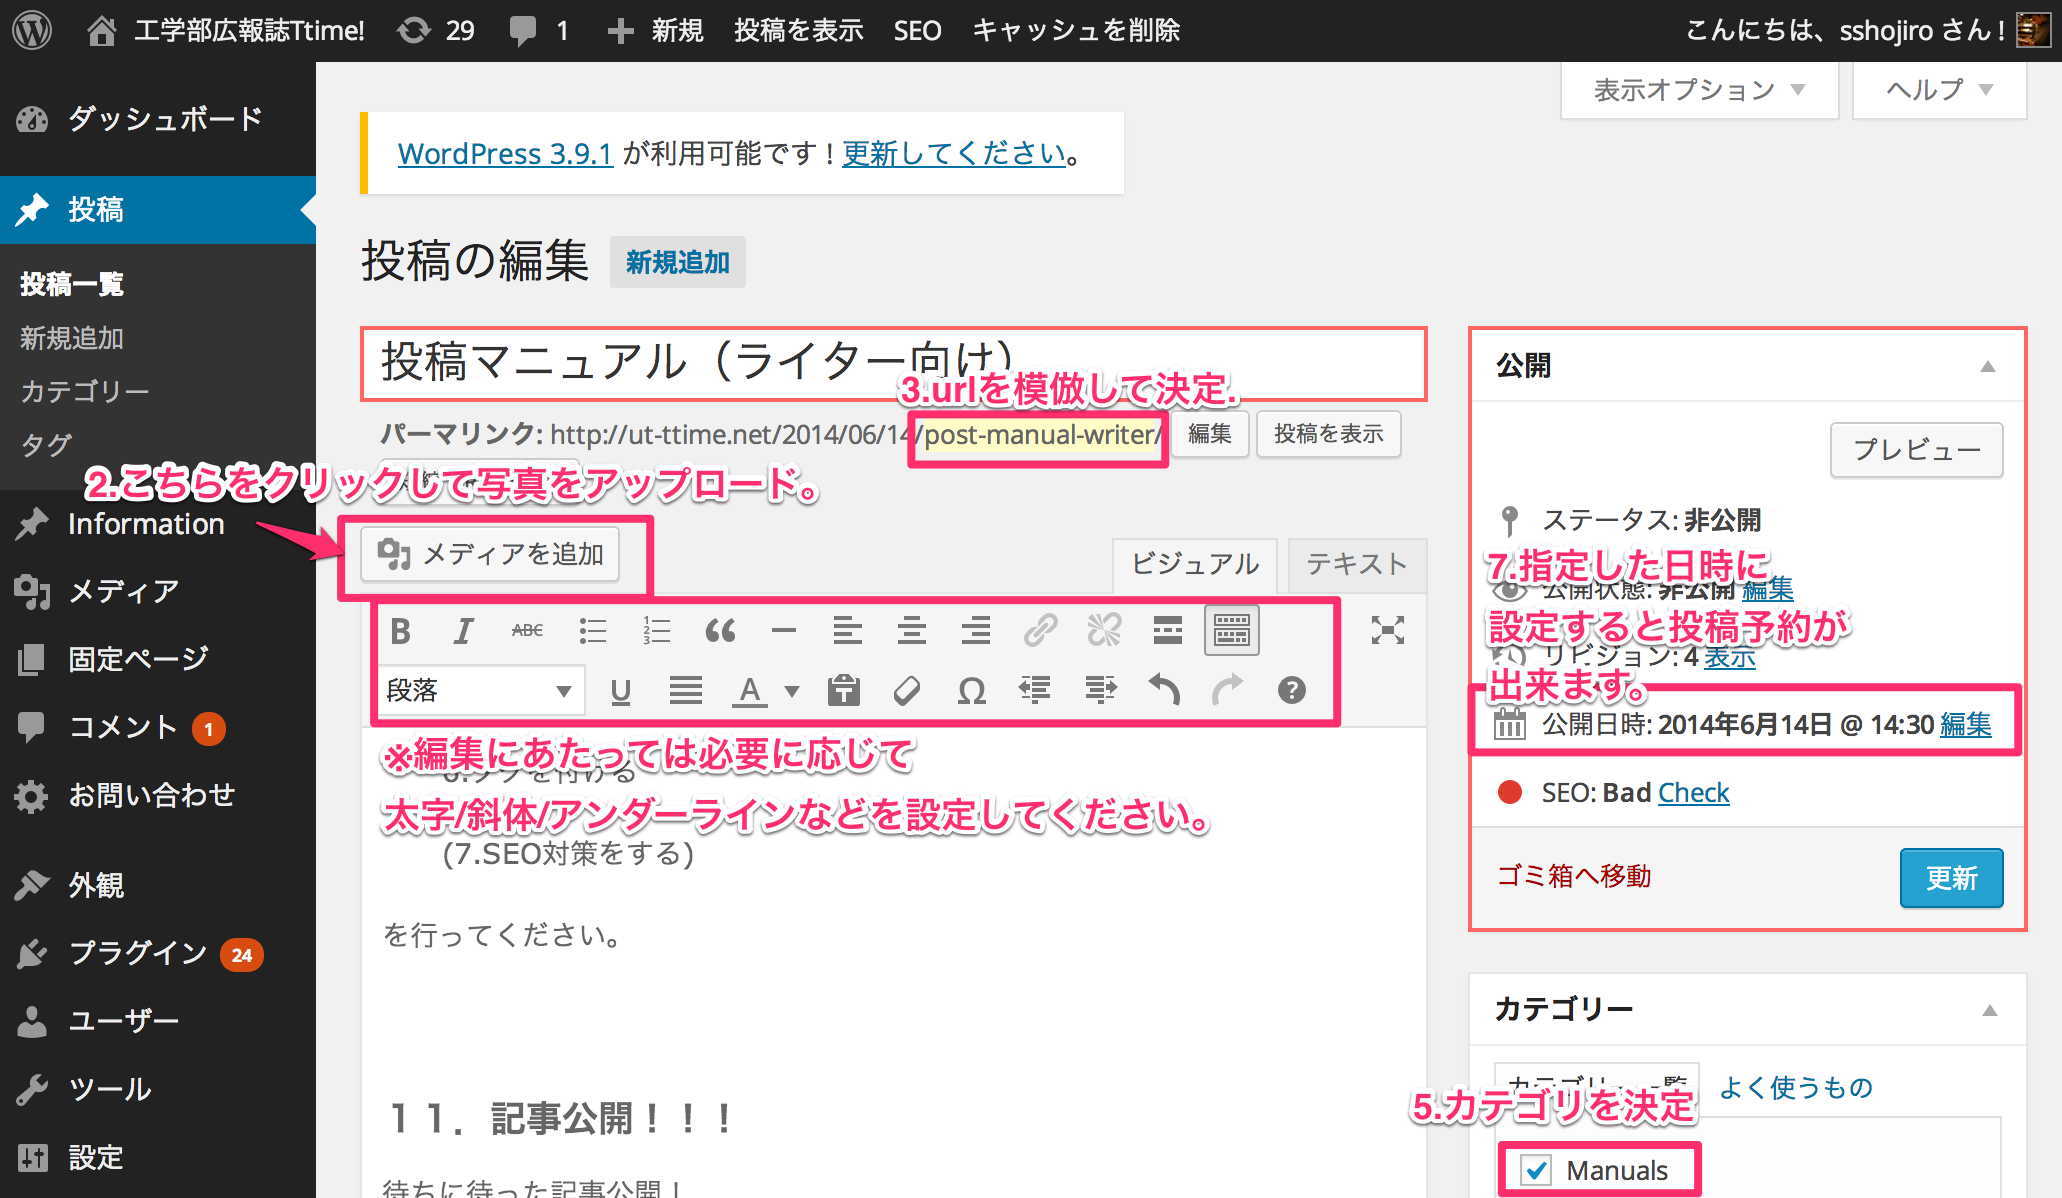 工学部広報誌Ttime! 29 1 新規 投稿を表示 SEO キャッシュを削除 こんにちは、sshojiro さん !
表示オプション ヘルプ
ダッシュボード
投稿
投稿一覧
新規追加
カテゴリー
タグ
Information
メディア
固定ページ
コメント 1
お問い合わせ
外観
プラグイン 24
ユーザー
ツール
設定
WordPress 3.9.1 が利用可能です ! 更新してください。
投稿の編集 新規追加
投稿マニュアル（ライター向け）
3.urlを模倣して決定.
パーマリンク: http://ut-ttime.net/2014/06/14/post-manual-writer/ 編集 投稿を表示
2.こちらをクリックして写真をアップロード。
メディアを追加
ビジュアル テキスト
B I ABC
段落 U A
※編集にあたっては必要に応じて
太字/斜体/アンダーラインなどを設定してください。
(7.SEO対策をする)
を行ってください。
１１．記事公開！！！
待ちに待った記事公開！
公開
プレビュー
ステータス: 非公開
7.指定した日時に
設定すると投稿予約が
出来ます。
公開状態: 非公開 編集
リビジョン: 4 表示
公開日時: 2014年6月14日 @ 14:30 編集
SEO: Bad Check
ゴミ箱へ移動 更新
カテゴリー
カテゴリー一覧 よく使うもの
5.カテゴリを決定
Manuals